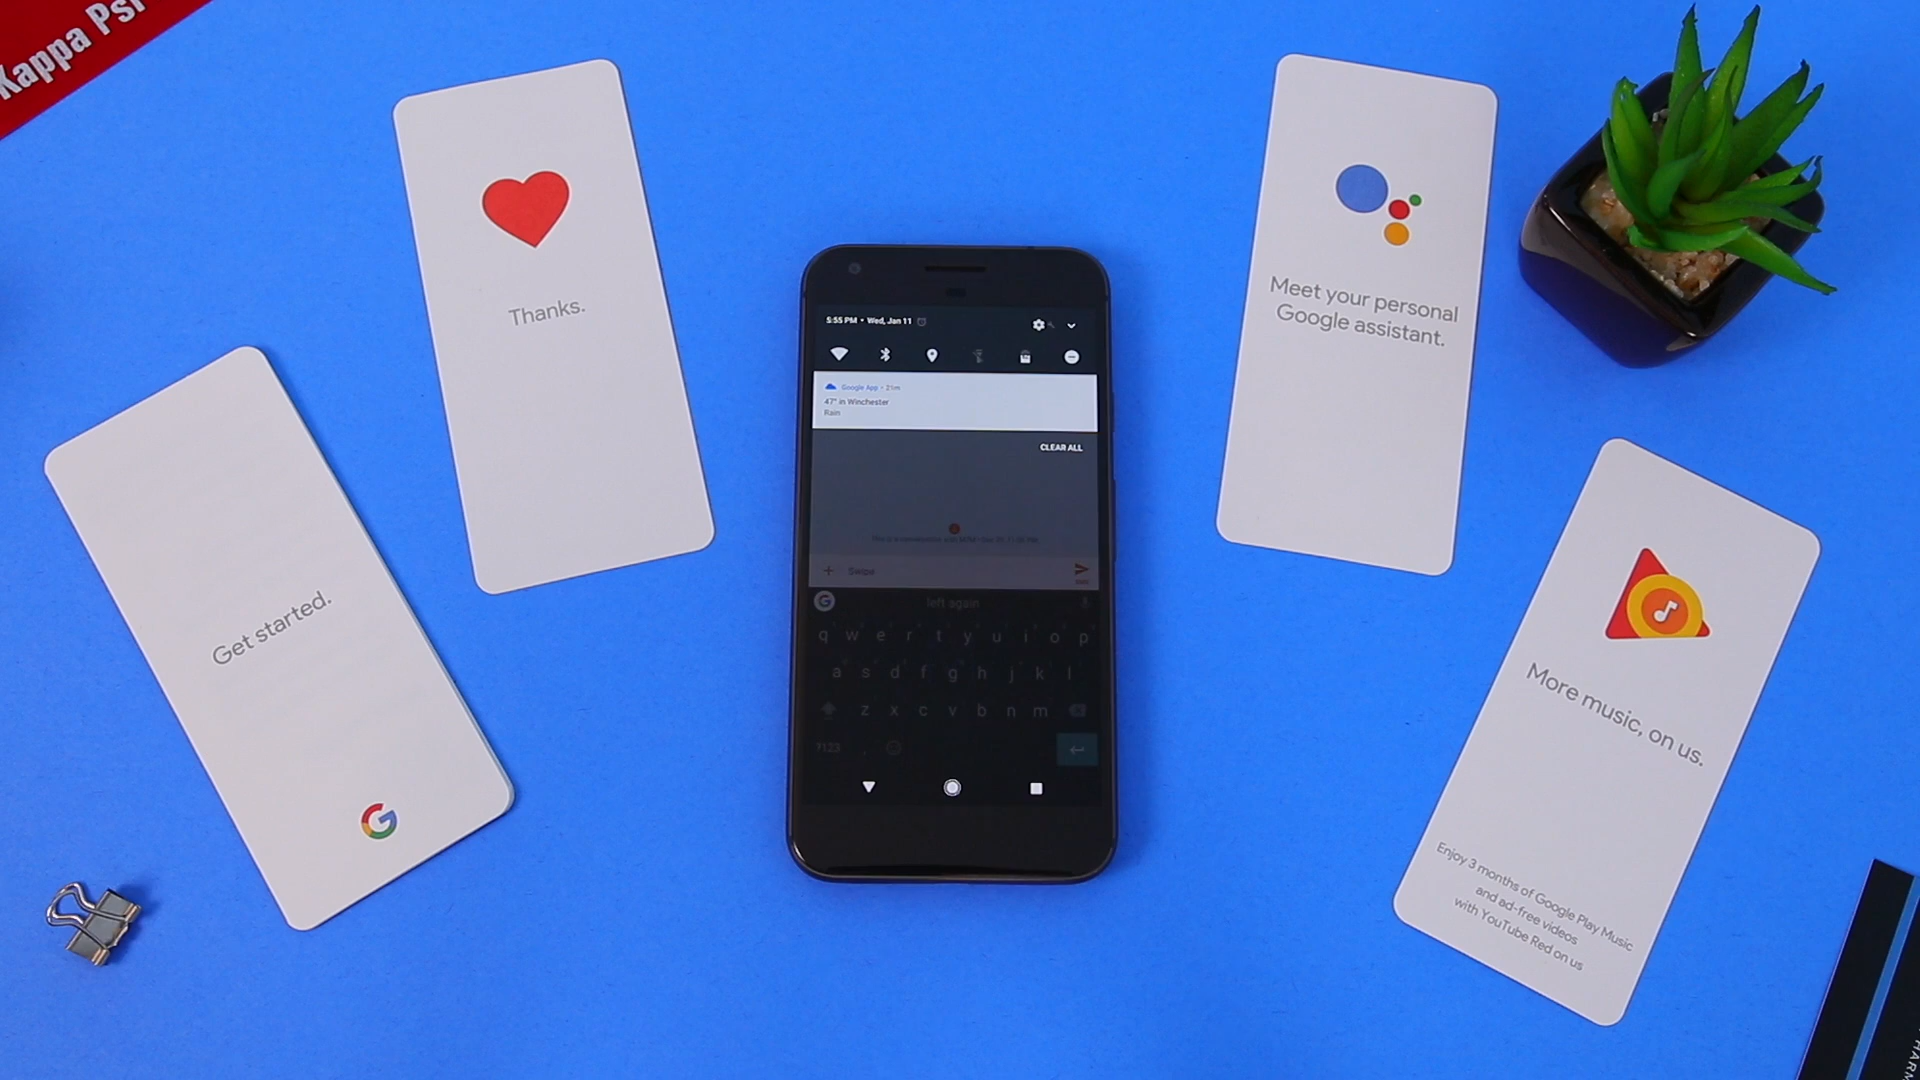 Kappa Psi
Thanks.
Get started.
5:55 PM • Wed, Jan 11
Google App • 21m
47° in Winchester
Rain
CLEAR ALL
Swipe
left again
q w e r t y u i o p
a s d f g h j k l
z x c v b n m
?123 ,
Meet your personal
Google assistant.
More music, on us.
Enjoy 3 months of Google Play Music
and ad-free videos
with YouTube Red on us